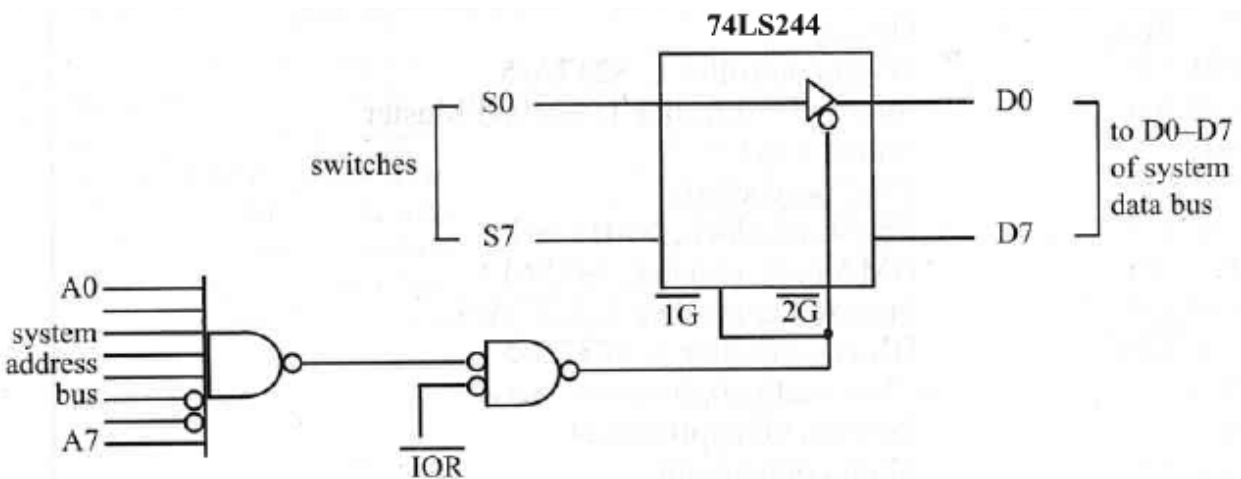 74LS244
S0
D0
switches
to D0–D7
of system
data bus
S7
D7
A0
1G
2G
system
address
bus
A7
IOR